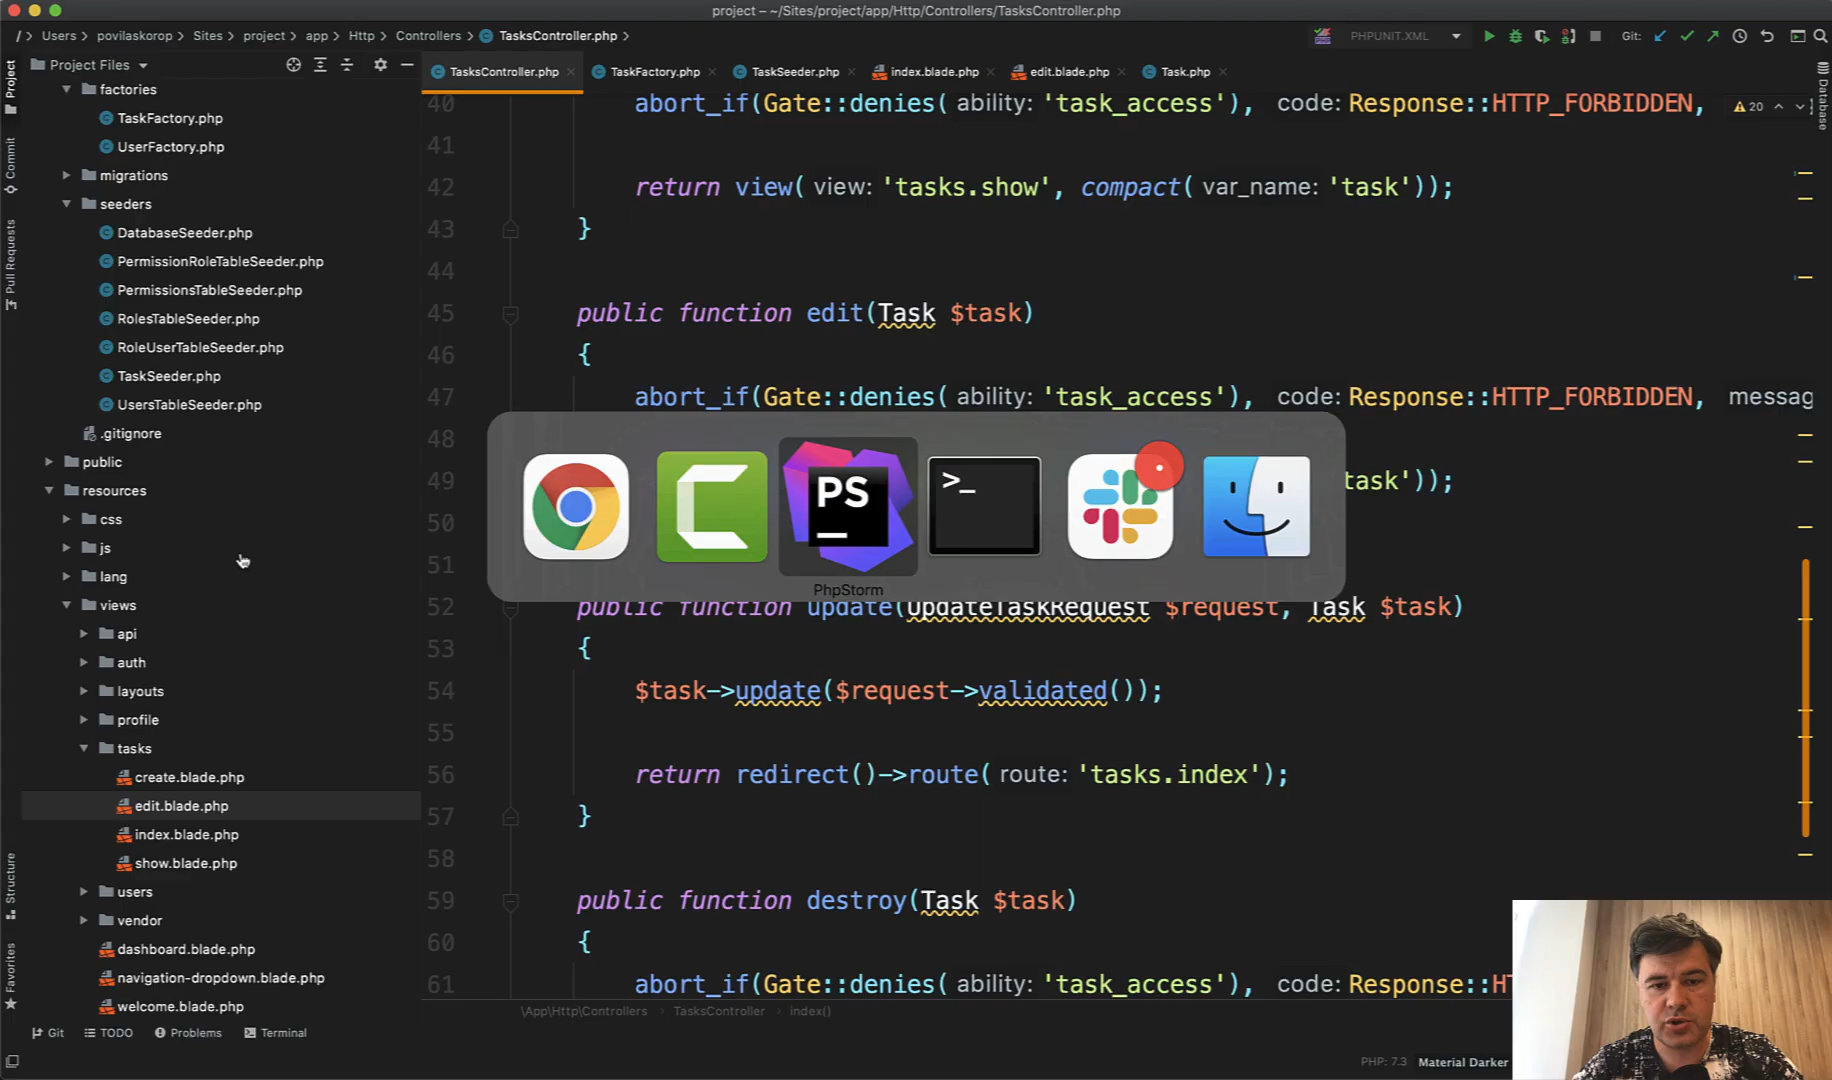 project – ~/Sites/project/app/Http/Controllers/TasksController.php
/ > Users > povilaskorop > Sites > project > app > Http > Controllers > TasksController.php >
PHPUNIT.XML
Git:
Project
Project Files
TasksController.php
TaskFactory.php
TaskSeeder.php
index.blade.php
edit.blade.php
Task.php
Database
Commit
Pull Requests
Structure
Favorites
factories
TaskFactory.php
UserFactory.php
migrations
seeders
DatabaseSeeder.php
PermissionRoleTableSeeder.php
PermissionsTableSeeder.php
RolesTableSeeder.php
RoleUserTableSeeder.php
TaskSeeder.php
UsersTableSeeder.php
.gitignore
public
resources
css
js
lang
views
api
auth
layouts
profile
tasks
create.blade.php
edit.blade.php
index.blade.php
show.blade.php
users
vendor
dashboard.blade.php
navigation-dropdown.blade.php
welcome.blade.php
20
40 abort_if(Gate::denies( ability: 'task_access'), code: Response::HTTP_FORBIDDEN,
41
42 return view( view: 'tasks.show', compact( var_name: 'task'));
43 }
44
45 public function edit(Task $task)
46 {
47 abort_if(Gate::denies( ability: 'task_access'), code: Response::HTTP_FORBIDDEN, messag
48
49 task'));
50
51
52 public function update(UpdateTaskRequest $request, Task $task)
53 {
54 $task->update($request->validated());
55
56 return redirect()->route( route: 'tasks.index');
57 }
58
59 public function destroy(Task $task)
60 {
61 abort_if(Gate::denies( ability: 'task_access'), code: Response::HT
PS
>_
PhpStorm
\App\Http\Controllers > TasksController > index()
Git
TODO
Problems
Terminal
PHP: 7.3
Material Darker